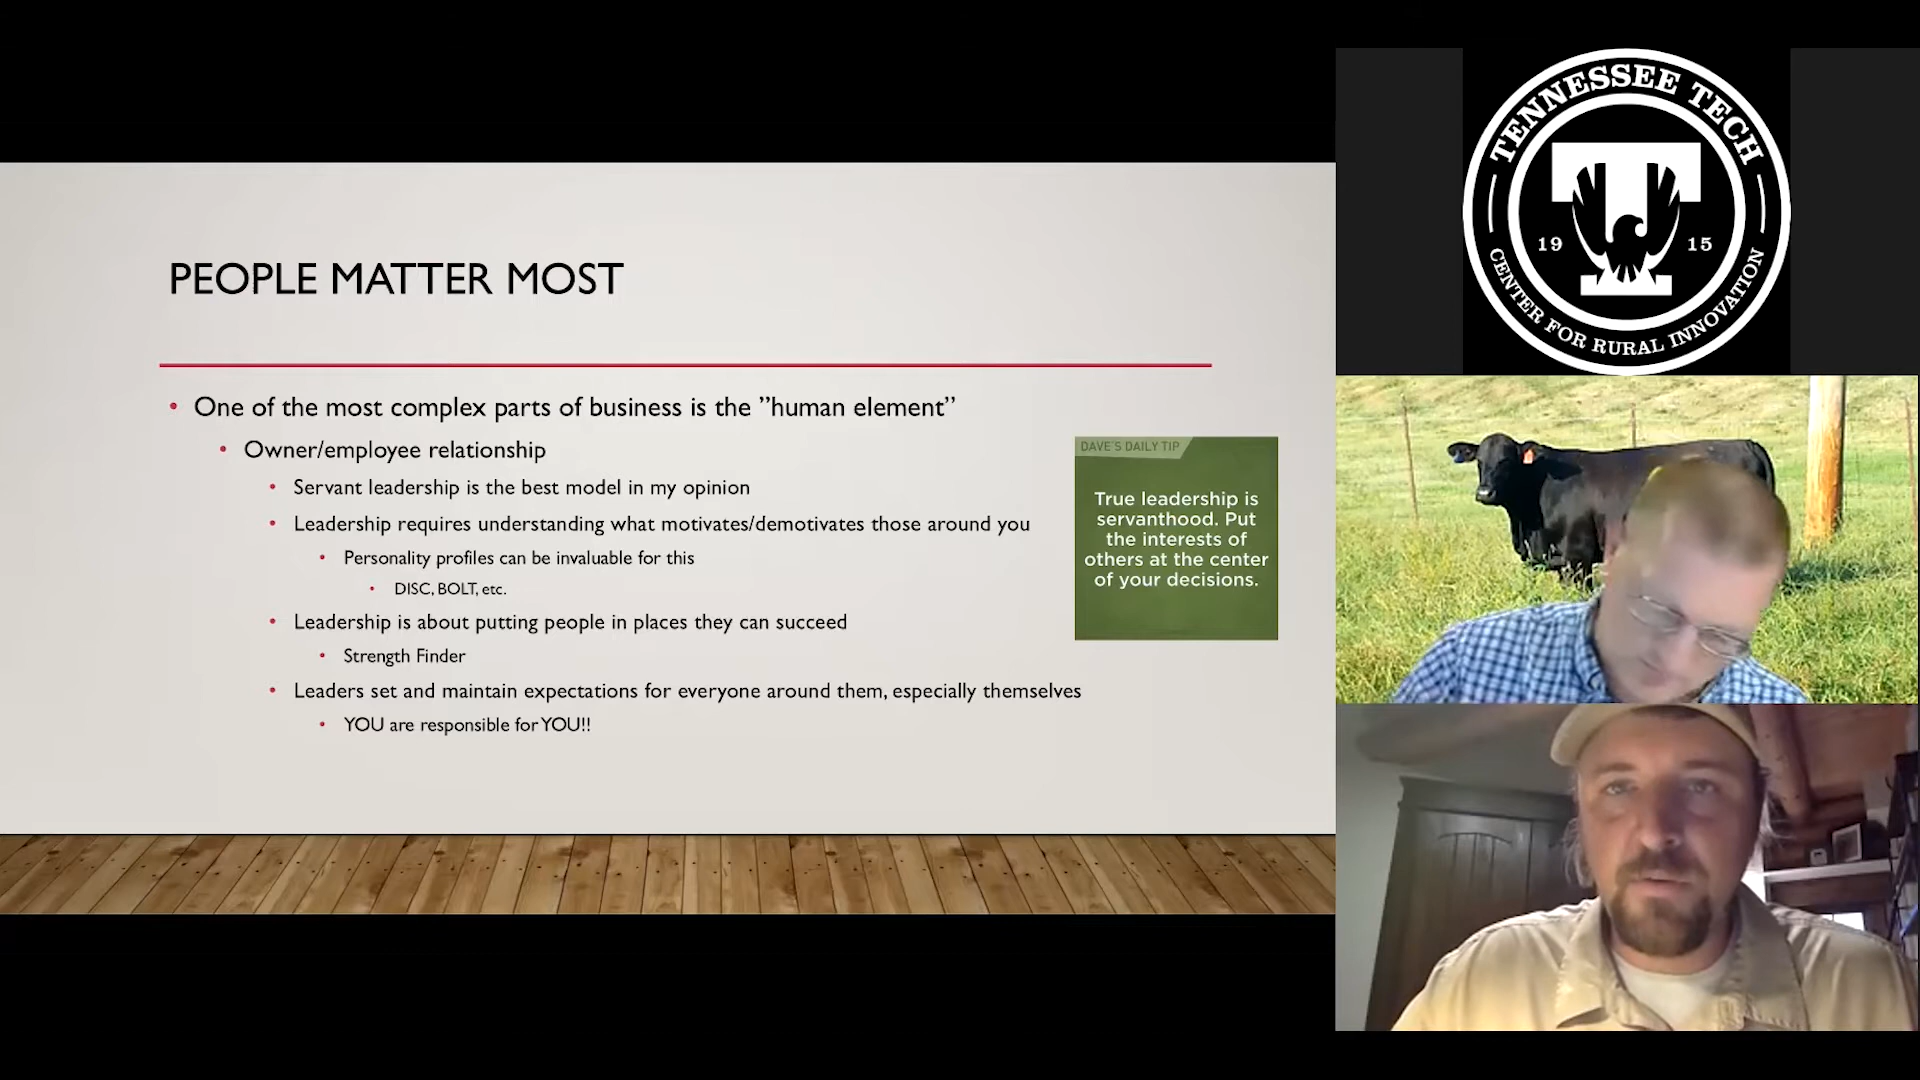 PEOPLE MATTER MOST
• One of the most complex parts of business is the ”human element”
• Owner/employee relationship
• Servant leadership is the best model in my opinion
• Leadership requires understanding what motivates/demotivates those around you
• Personality profiles can be invaluable for this
• DISC, BOLT, etc.
• Leadership is about putting people in places they can succeed
• Strength Finder
• Leaders set and maintain expectations for everyone around them, especially themselves
• YOU are responsible for YOU!!
DAVE'S DAILY TIP
True leadership is
servanthood. Put
the interests of
others at the center
of your decisions.
TENNESSEE TECH
T
19 15
CENTER FOR RURAL INNOVATION